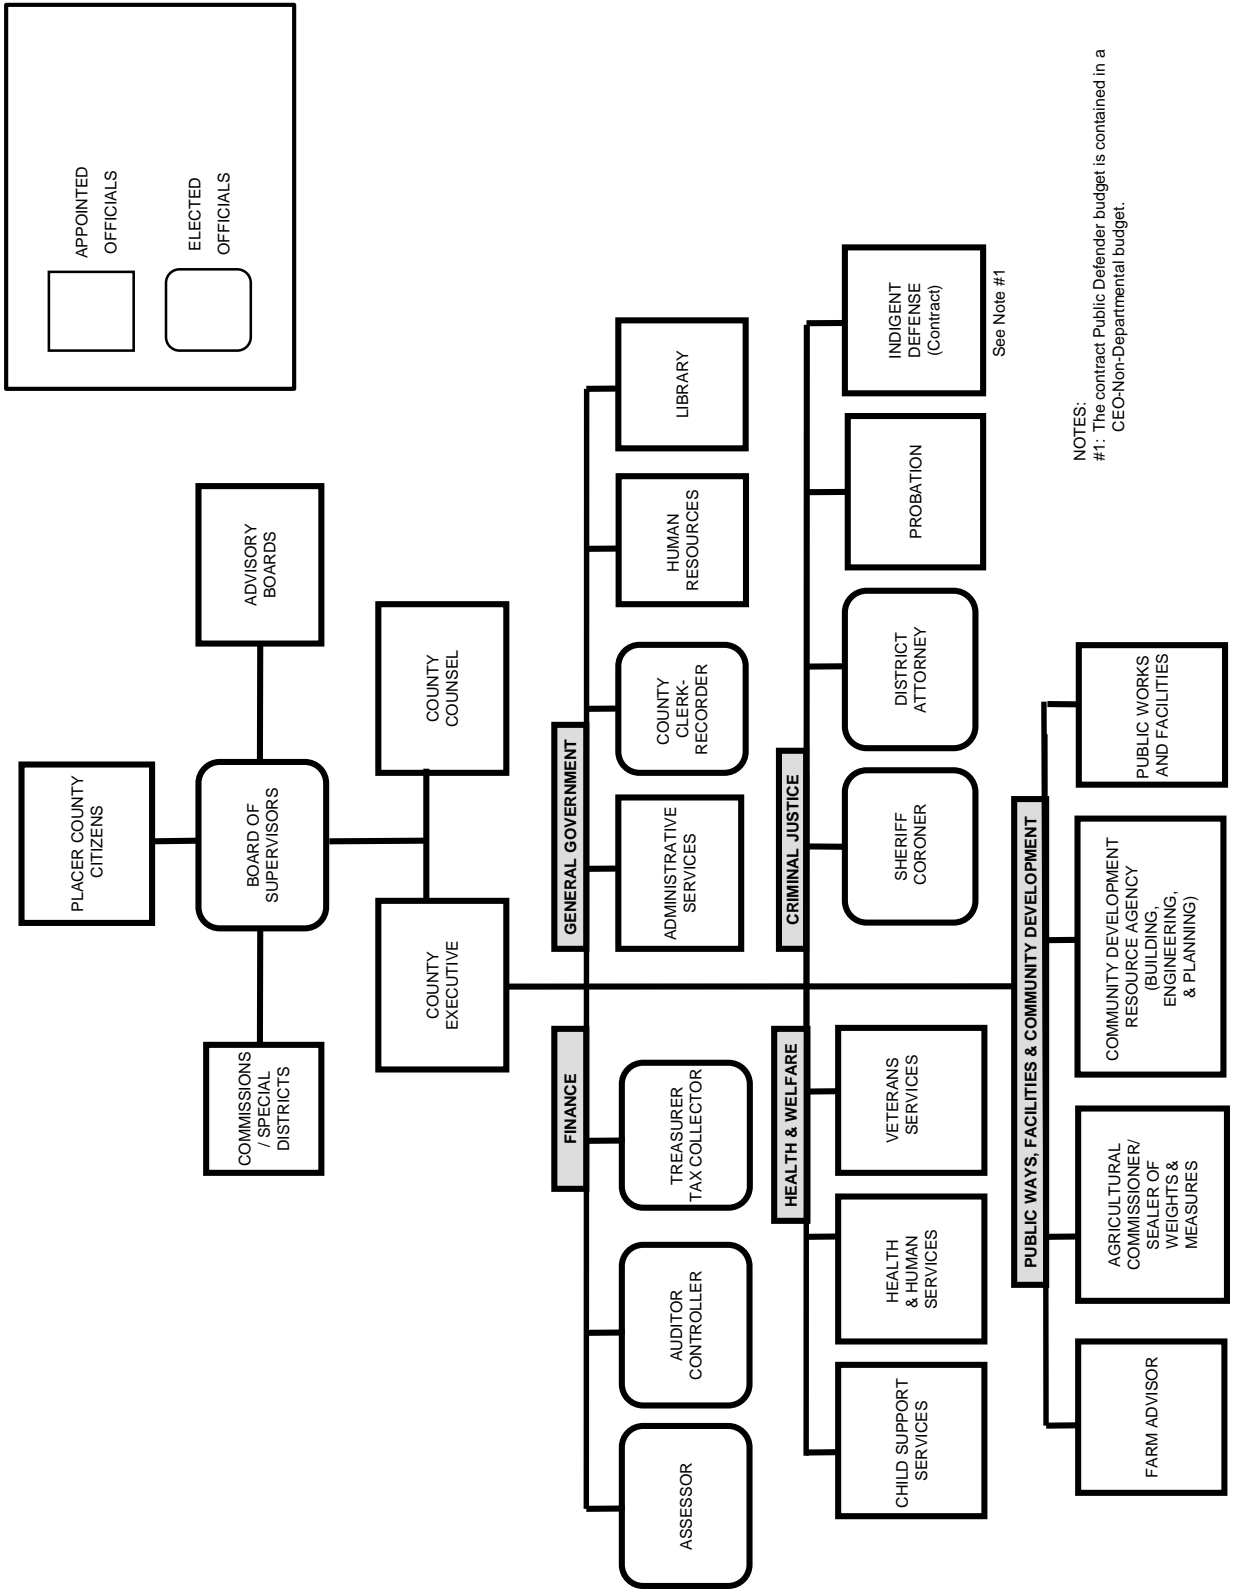 APPOINTED
OFFICIALS
ELECTED
OFFICIALS
PLACER COUNTY
CITIZENS
COMMISSIONS
/ SPECIAL
DISTRICTS
BOARD OF
SUPERVISORS
ADVISORY
BOARDS
COUNTY
EXECUTIVE
COUNTY
COUNSEL
FINANCE
GENERAL GOVERNMENT
ASSESSOR
AUDITOR
CONTROLLER
TREASURER
TAX COLLECTOR
ADMINISTRATIVE
SERVICES
COUNTY
CLERK-
RECORDER
HUMAN
RESOURCES
LIBRARY
HEALTH & WELFARE
CRIMINAL JUSTICE
CHILD SUPPORT
SERVICES
HEALTH
& HUMAN
SERVICES
VETERANS
SERVICES
SHERIFF
CORONER
DISTRICT
ATTORNEY
PROBATION
INDIGENT
DEFENSE
(Contract)
See Note #1
PUBLIC WAYS, FACILITIES & COMMUNITY DEVELOPMENT
FARM ADVISOR
AGRICULTURAL
COMMISSIONER/
SEALER OF
WEIGHTS &
MEASURES
COMMUNITY DEVELOPMENT
RESOURCE AGENCY
(BUILDING,
ENGINEERING,
& PLANNING)
PUBLIC WORKS
AND FACILITIES
NOTES:
#1: The contract Public Defender budget is contained in a
CEO-Non-Departmental budget.